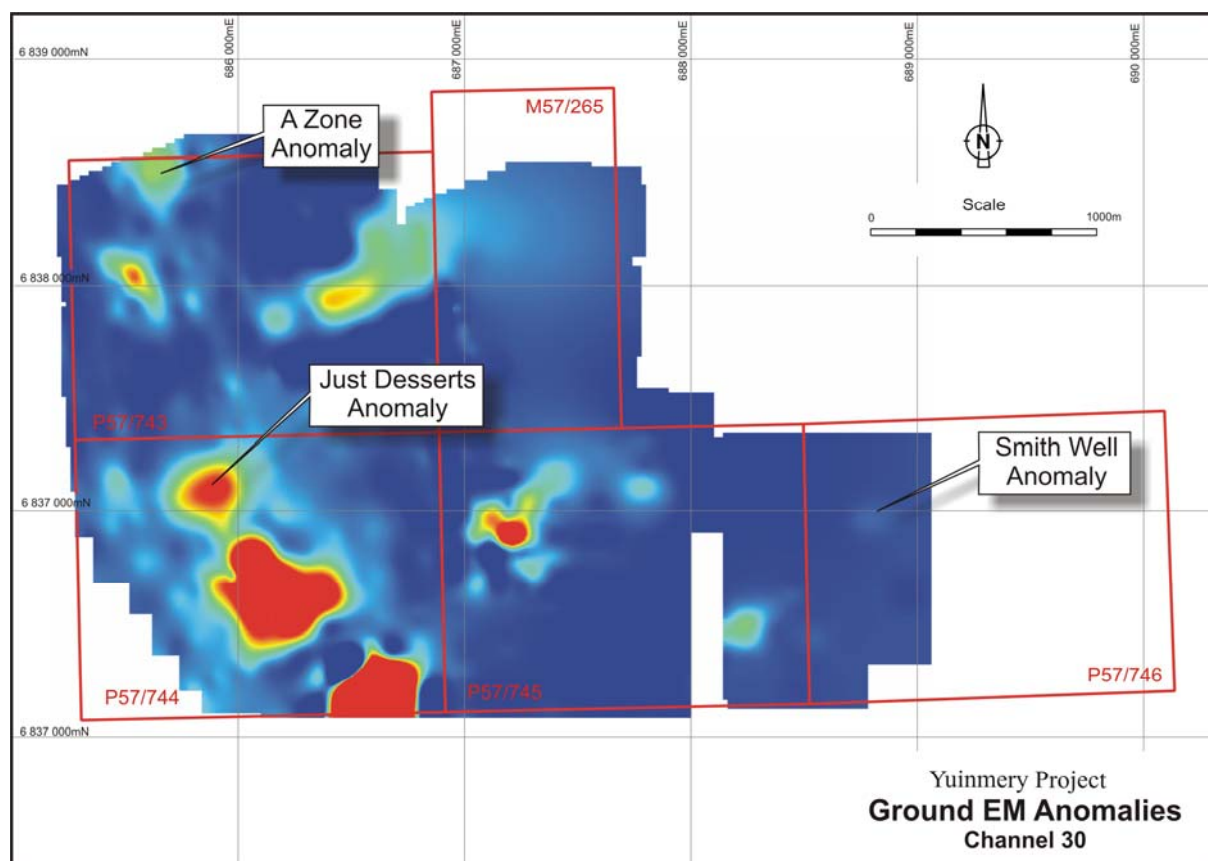 686 000mE
687 000mE
688 000mE
689 000mE
690 000mE
6 839 000mN
M57/265
A Zone
Anomaly
N
Scale
0
1000m
6 838 000mN
Just Desserts
Anomaly
P57/743
Smith Well
Anomaly
6 837 000mN
P57/744
P57/745
P57/746
6 837 000mN
Yuinmery Project
Ground EM Anomalies
Channel 30